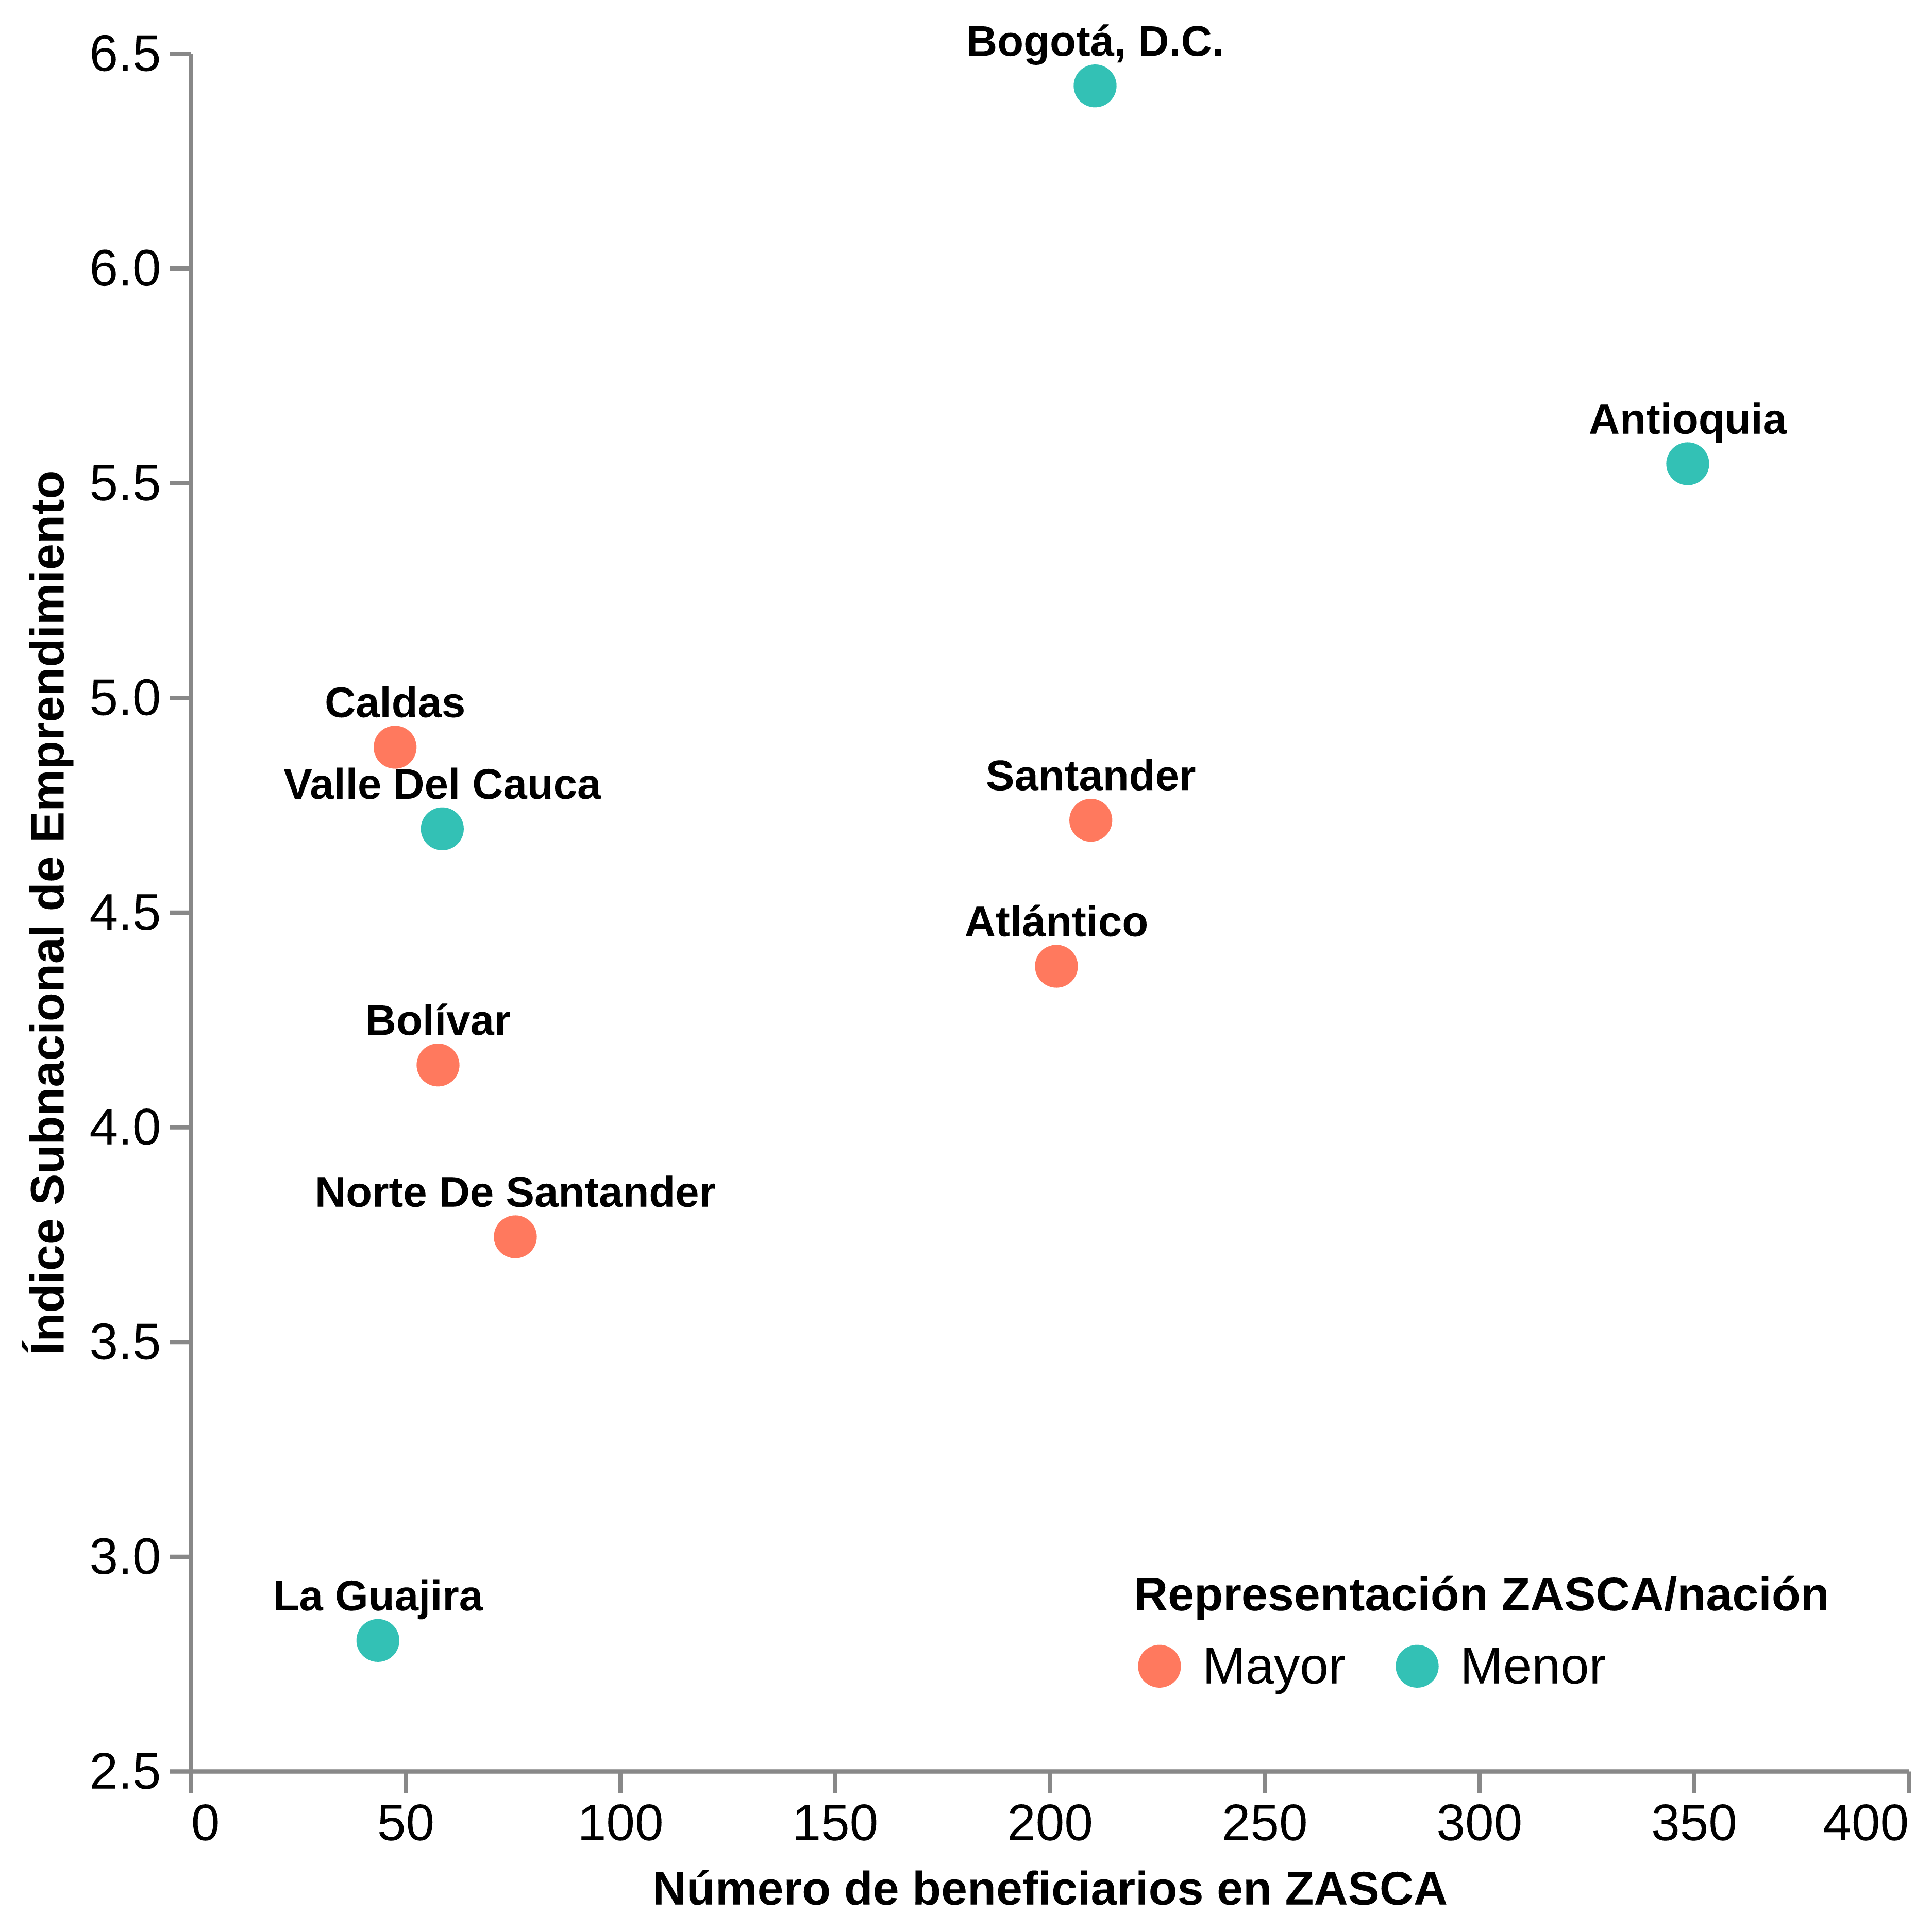 Bogotá, D.C.
6.5
6.0
Antioquia
5.5
Índice Subnacional de Emprendimiento
5.0
Caldas
Valle Del Cauca
Santander
4.5
Atlántico
Bolívar
4.0
Norte De Santander
3.5
3.0
La Guajira
Representación ZASCA/nación
Mayor Menor
2.5
0 50 100 150 200 250 300 350 400
Número de beneficiarios en ZASCA